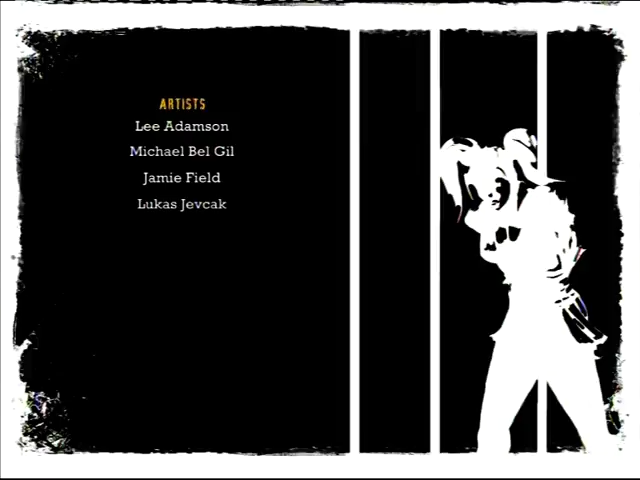 ARTISTS
Lee Adamson
Michael Bel Gil
Jamie Field
Lukas Jevcak